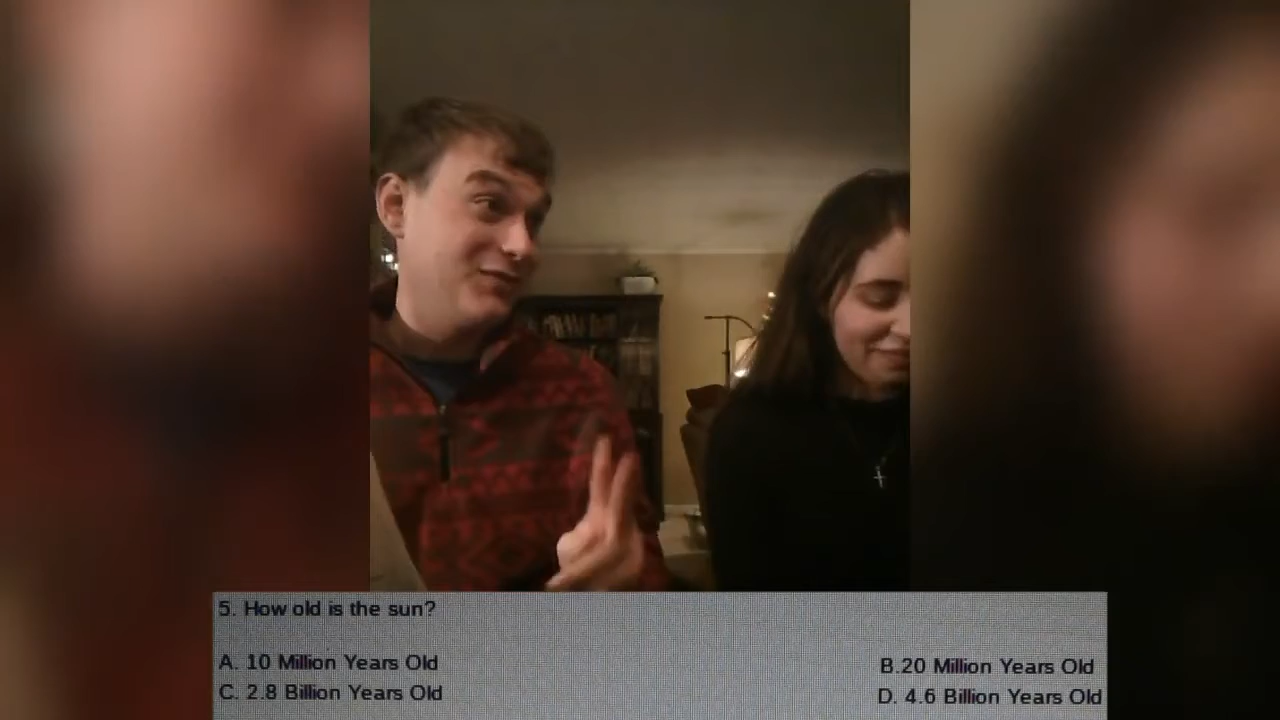 5. How old is the sun?
A. 10 Million Years Old
B.20 Million Years Old
C. 2.8 Billion Years Old
D. 4.6 Billion Years Old